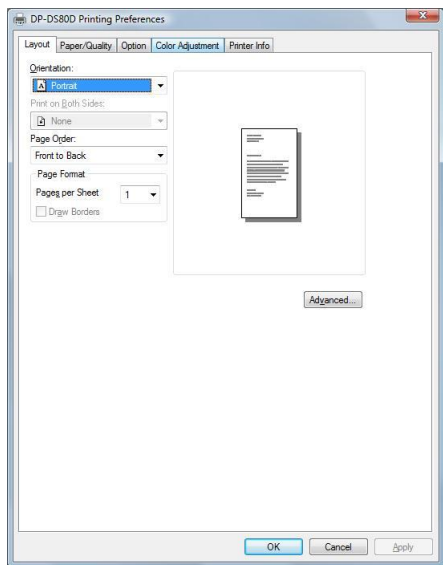 DP-DS80D Printing Preferences
Layout Paper/Quality Option Color Adjustment Printer Info
Orientation:
A Portrait
Print on Both Sides:
None
Page Order:
Front to Back
Page Format
Pages per Sheet 1
Draw Borders
Advanced...
OK Cancel Apply